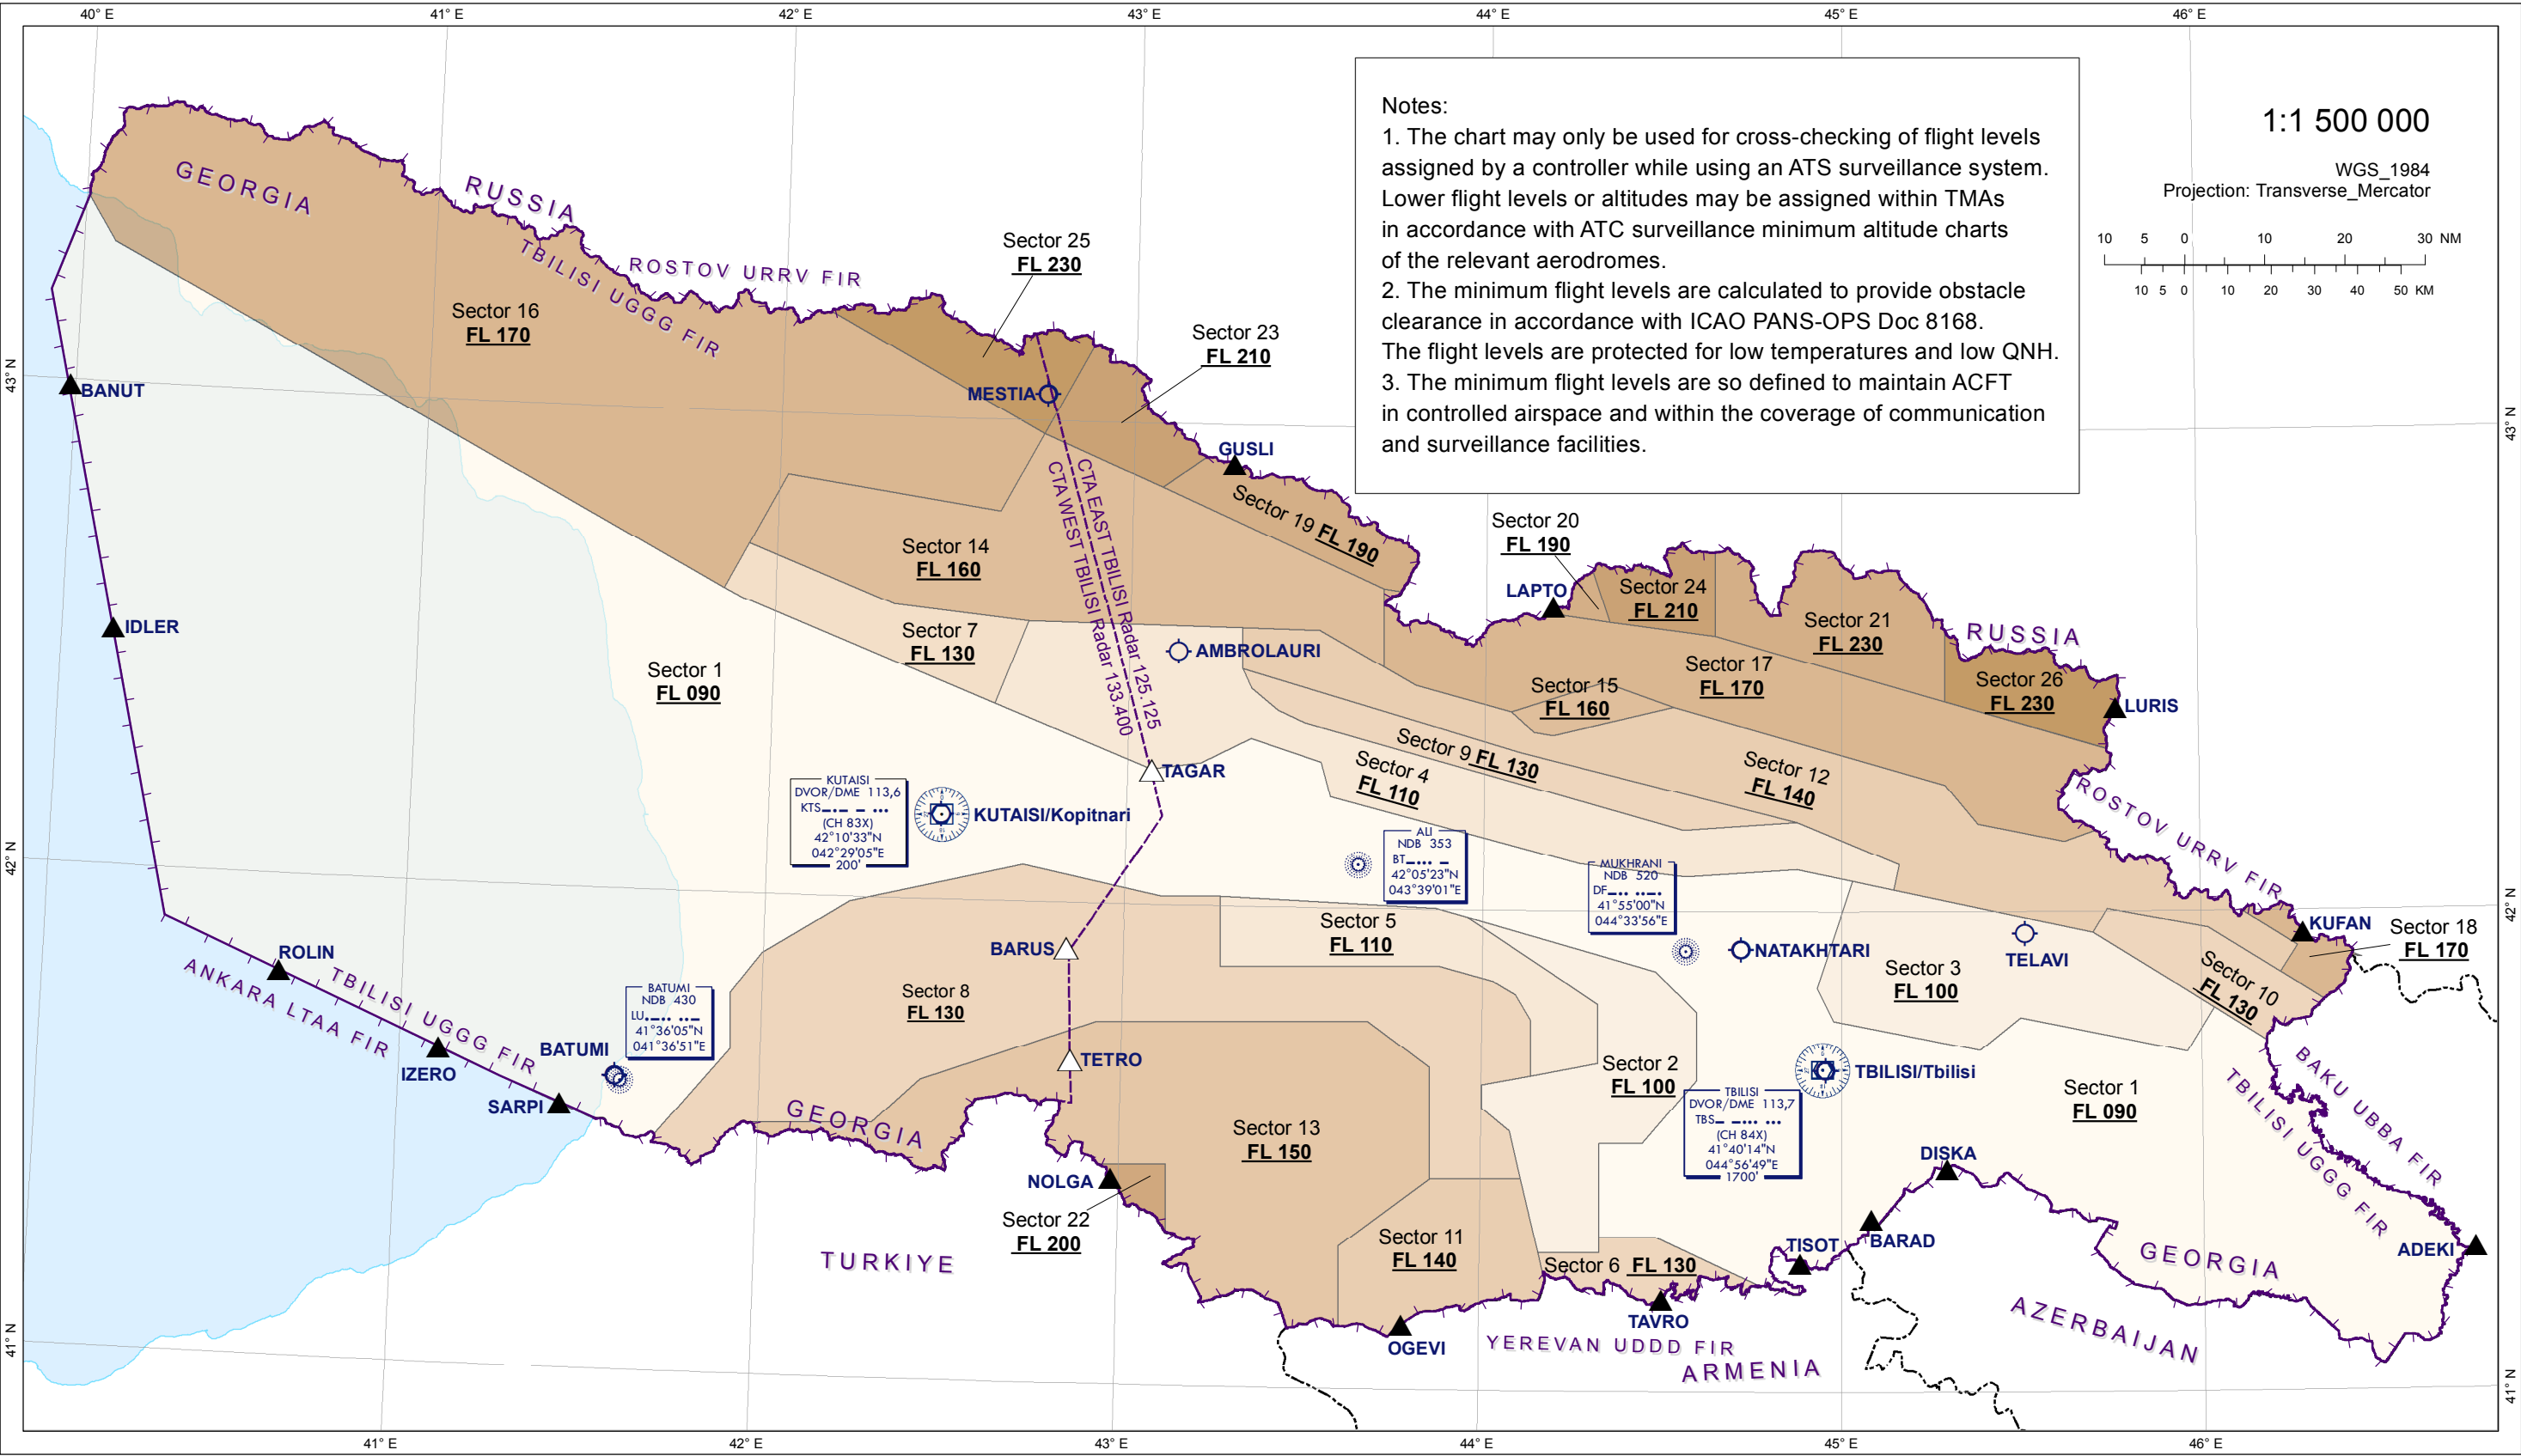 40° E
41° E
42° E
43° E
44° E
45° E
46° E
Notes:
1. The chart may only be used for cross-checking of flight levels
assigned by a controller while using an ATS surveillance system.
Lower flight levels or altitudes may be assigned within TMAs
in accordance with ATC surveillance minimum altitude charts
of the relevant aerodromes.
2. The minimum flight levels are calculated to provide obstacle
clearance in accordance with ICAO PANS-OPS Doc 8168.
The flight levels are protected for low temperatures and low QNH.
3. The minimum flight levels are so defined to maintain ACFT
in controlled airspace and within the coverage of communication
and surveillance facilities.
1:1 500 000
WGS_1984
Projection: Transverse_Mercator
10 5 0 10 20 30 NM
10 5 0 10 20 30 40 50 KM
GEORGIA
RUSSIA
ROSTOV URRV FIR
TBILISI UGGG FIR
Sector 25
FL 230
Sector 23
FL 210
Sector 16
FL 170
43° N
43° N
BANUT
MESTIA
GUSLI
CTA EAST TBILISI Radar 125.125
CTA WEST TBILISI Radar 133.400
Sector 19 FL 190
Sector 20
FL 190
Sector 14
FL 160
LAPTO
Sector 24
FL 210
Sector 21
FL 230
RUSSIA
IDLER
Sector 7
FL 130
AMBROLAURI
Sector 1
FL 090
Sector 15
FL 160
Sector 17
FL 170
Sector 26
FL 230
LURIS
Sector 9 FL 130
Sector 4
FL 110
Sector 12
FL 140
TAGAR
ROSTOV URRV FIR
KUTAISI
DVOR/DME 113,6
KTS
(CH 83X)
42°10'33"N
042°29'05"E
200'
KUTAISI/Kopitnari
ALI
NDB 353
BT
42°05'23"N
043°39'01"E
MUKHRANI
NDB 520
DF
41°55'00"N
044°33'56"E
42° N
42° N
ROLIN
BARUS
Sector 5
FL 110
NATAKHTARI
TELAVI
KUFAN
Sector 18
FL 170
Sector 3
FL 100
Sector 10
FL 130
TBILISI UGGG FIR
ANKARA LTAA FIR
Sector 8
FL 130
BATUMI
NDB 430
LU
41°36'05"N
041°36'51"E
BATUMI
IZERO
SARPI
TETRO
Sector 2
FL 100
TBILISI/Tbilisi
TBILISI
DVOR/DME 113,7
TBS
(CH 84X)
41°40'14"N
044°56'49"E
1700'
Sector 1
FL 090
BAKU UBBA FIR
TBILISI UGGG FIR
GEORGIA
Sector 13
FL 150
NOLGA
Sector 22
FL 200
DISKA
TURKIYE
Sector 11
FL 140
Sector 6 FL 130
TISOT
BARAD
GEORGIA
ADEKI
TAVRO
OGEVI
YEREVAN UDDD FIR
ARMENIA
AZERBAIJAN
41° N
41° N
41° E
42° E
43° E
44° E
45° E
46° E